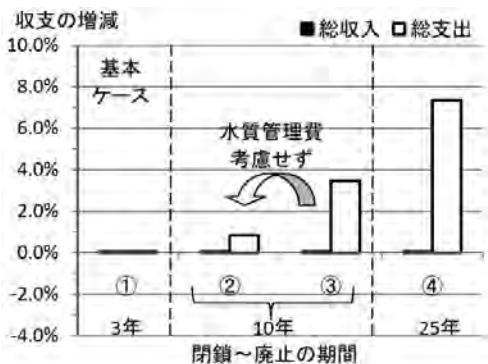 収支の増減
■総収入 □総支出
10.0%
8.0%
6.0%
4.0%
2.0%
0.0%
-2.0%
-4.0%
基本
ケース
水質管理費
考慮せず
① ② ③ ④
3年 10年 25年
閉鎖～廃止の期間